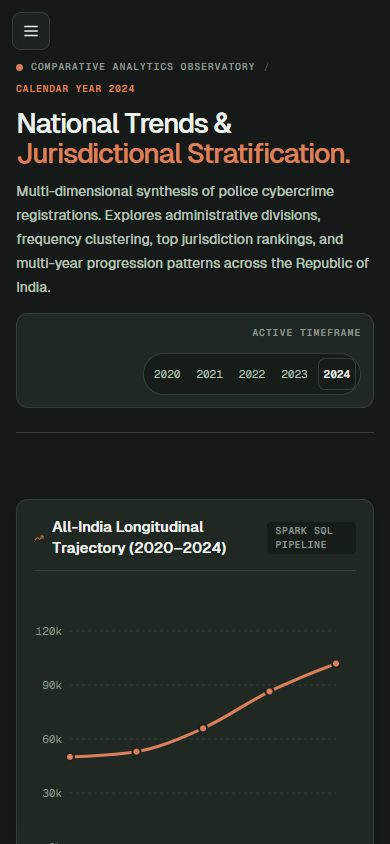 COMPARATIVE ANALYTICS OBSERVATORY /
CALENDAR YEAR 2024
National Trends &
Jurisdictional Stratification.
Multi-dimensional synthesis of police cybercrime
registrations. Explores administrative divisions,
frequency clustering, top jurisdiction rankings, and
multi-year progression patterns across the Republic of
India.
ACTIVE TIMEFRAME
2020 2021 2022 2023 2024
All-India Longitudinal
Trajectory (2020–2024)
SPARK SQL
PIPELINE
120k
90k
60k
30k